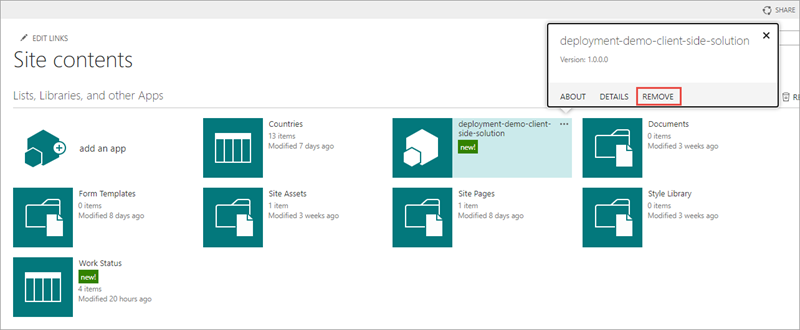 SHARE
EDIT LINKS
Site contents
deployment-demo-client-side-solution
Version: 1.0.0.0
ABOUT DETAILS REMOVE
Lists, Libraries, and other Apps
RE
add an app
Countries
13 items
Modified 7 days ago
deployment-demo-client-
side-solution
new!
Documents
0 items
Modified 3 weeks ago
Form Templates
0 items
Modified 8 days ago
Site Assets
1 item
Modified 3 weeks ago
Site Pages
1 item
Modified 8 days ago
Style Library
0 items
Modified 3 weeks ago
Work Status
new!
4 items
Modified 20 hours ago